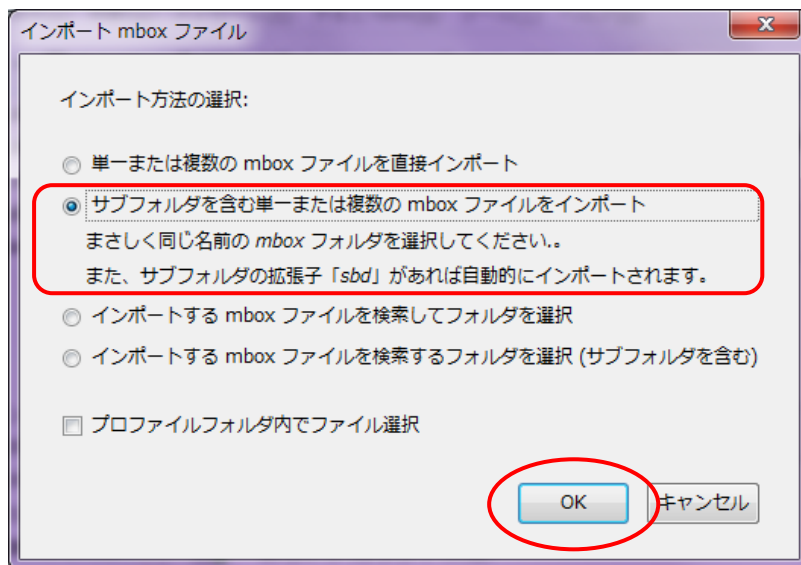 インポート mbox ファイル
インポート方法の選択:
単一または複数の mbox ファイルを直接インポート
サブフォルダを含む単一または複数の mbox ファイルをインポート
まさしく同じ名前の mbox フォルダを選択してください.。
また、サブフォルダの拡張子「sbd」があれば自動的にインポートされます。
インポートする mbox ファイルを検索してフォルダを選択
インポートする mbox ファイルを検索するフォルダを選択 (サブフォルダを含む)
プロファイルフォルダ内でファイル選択
OK キャンセル